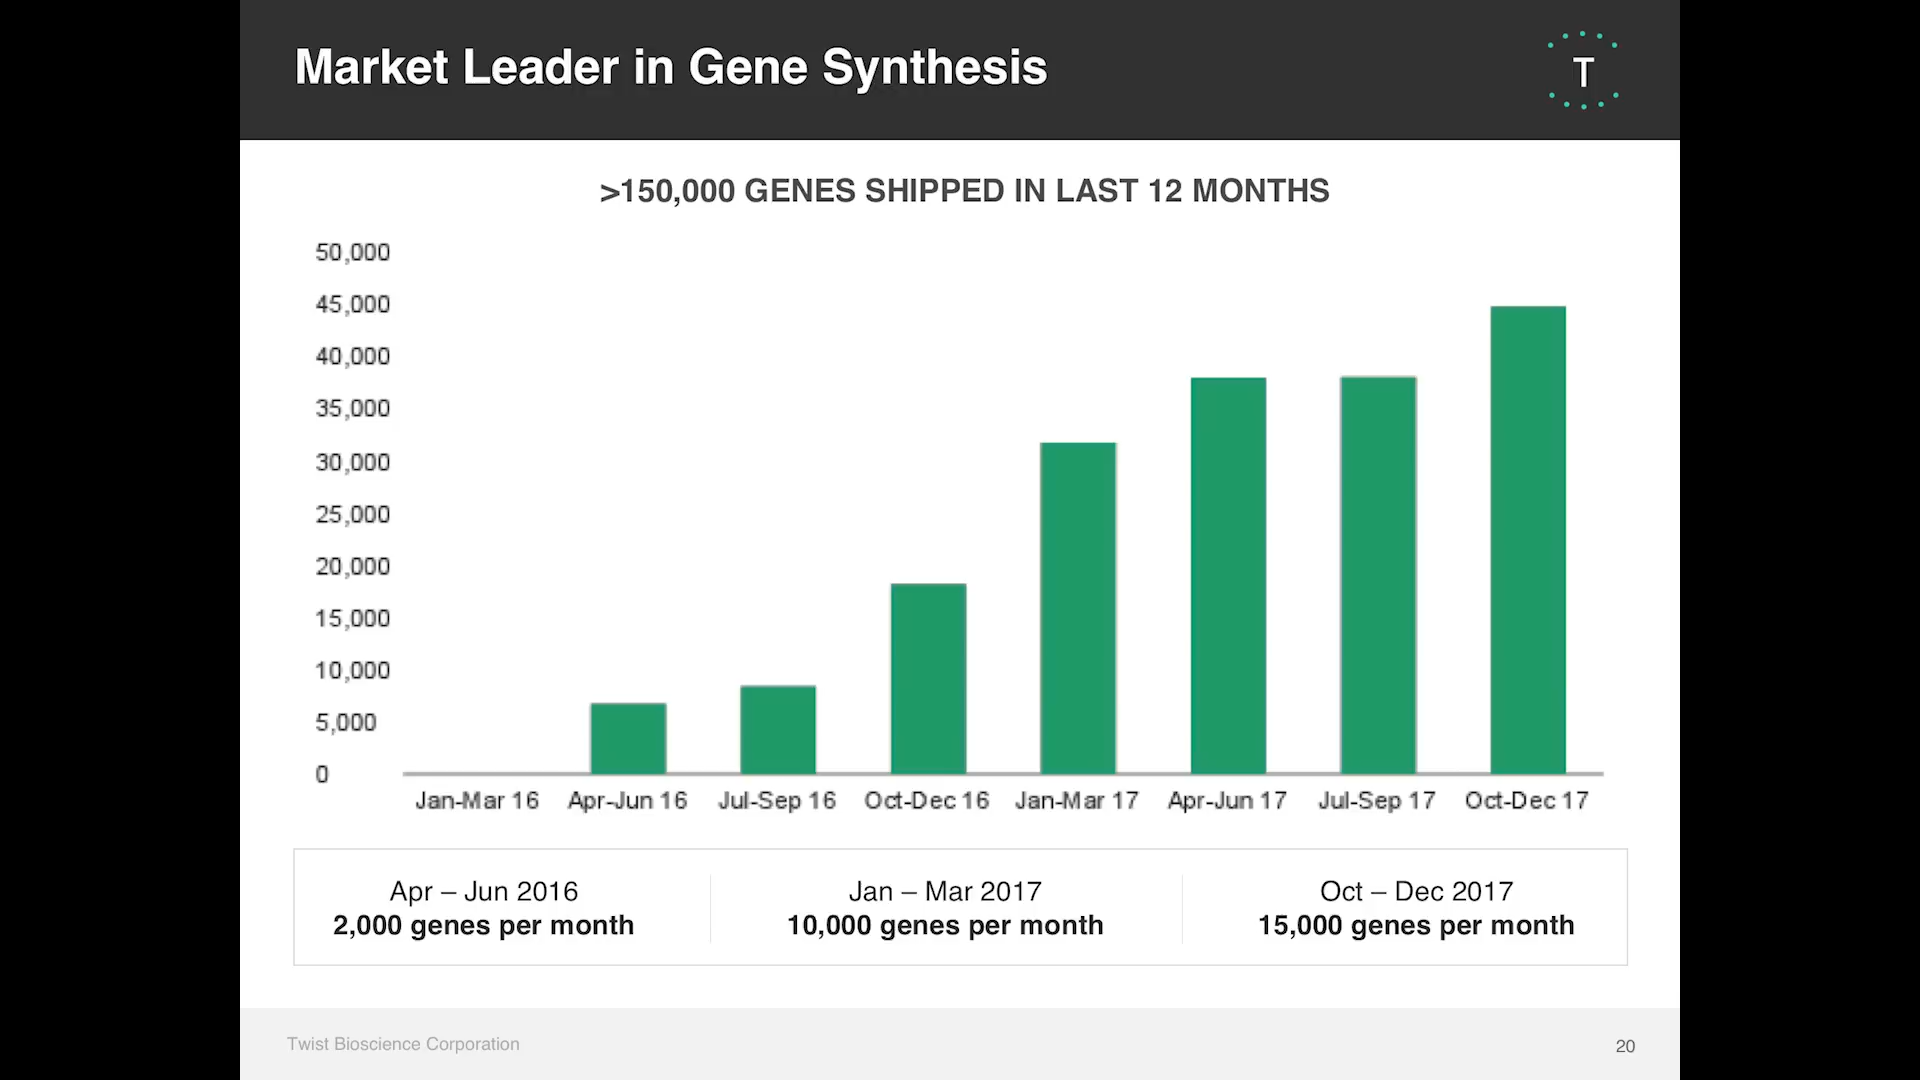 Market Leader in Gene Synthesis
T
>150,000 GENES SHIPPED IN LAST 12 MONTHS
50,000
45,000
40,000
35,000
30,000
25,000
20,000
15,000
10,000
5,000
0
Jan-Mar 16 Apr-Jun 16 Jul-Sep 16 Oct-Dec 16 Jan-Mar 17 Apr-Jun 17 Jul-Sep 17 Oct-Dec 17
Apr – Jun 2016
2,000 genes per month
Jan – Mar 2017
10,000 genes per month
Oct – Dec 2017
15,000 genes per month
Twist Bioscience Corporation
20